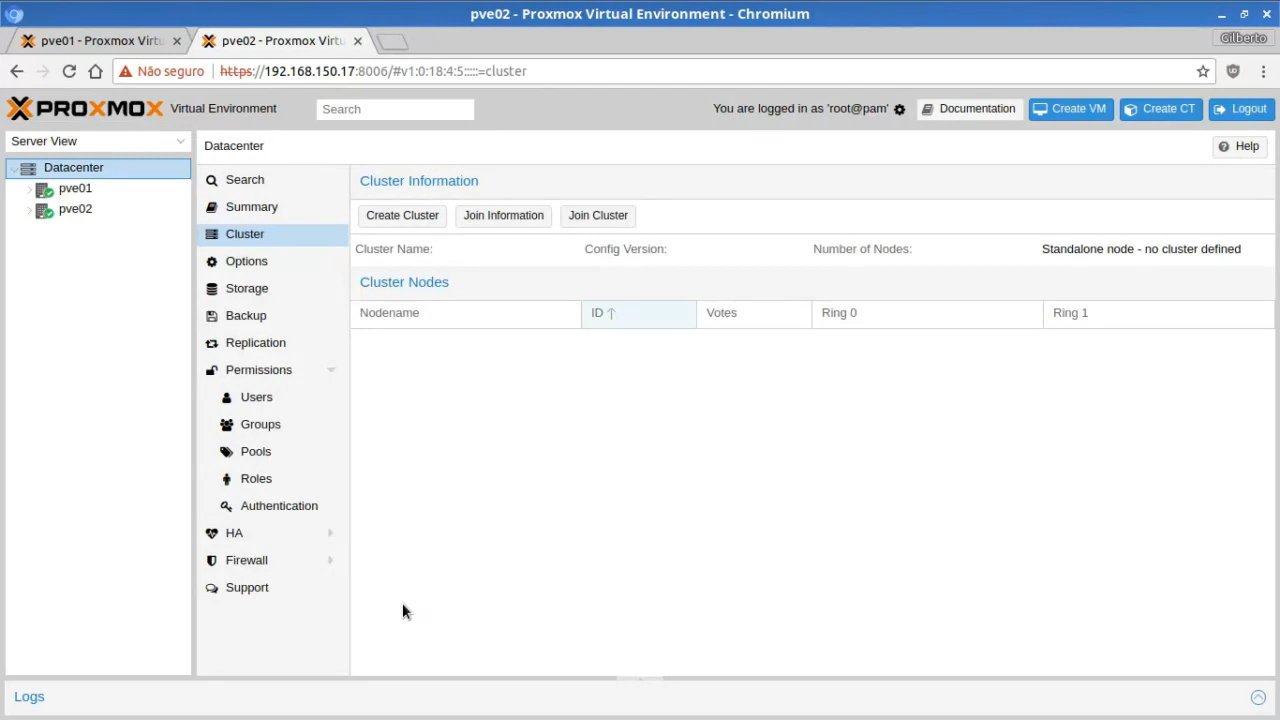 pve02 - Proxmox Virtual Environment - Chromium
pve01 - Proxmox Virtu
pve02 - Proxmox Virtu
Gilberto
Não seguro
https://192.168.150.17:8006/#v1:0:18:4:5:::::=cluster
PROXMOX Virtual Environment
Search
You are logged in as 'root@pam'
Documentation
Create VM
Create CT
Logout
Server View
Datacenter
pve01
pve02
Datacenter
Help
Search
Summary
Cluster
Options
Storage
Backup
Replication
Permissions
Users
Groups
Pools
Roles
Authentication
HA
Firewall
Support
Cluster Information
Create Cluster
Join Information
Join Cluster
Cluster Name:
Config Version:
Number of Nodes:
Standalone node - no cluster defined
Cluster Nodes
Nodename
ID
Votes
Ring 0
Ring 1
Logs